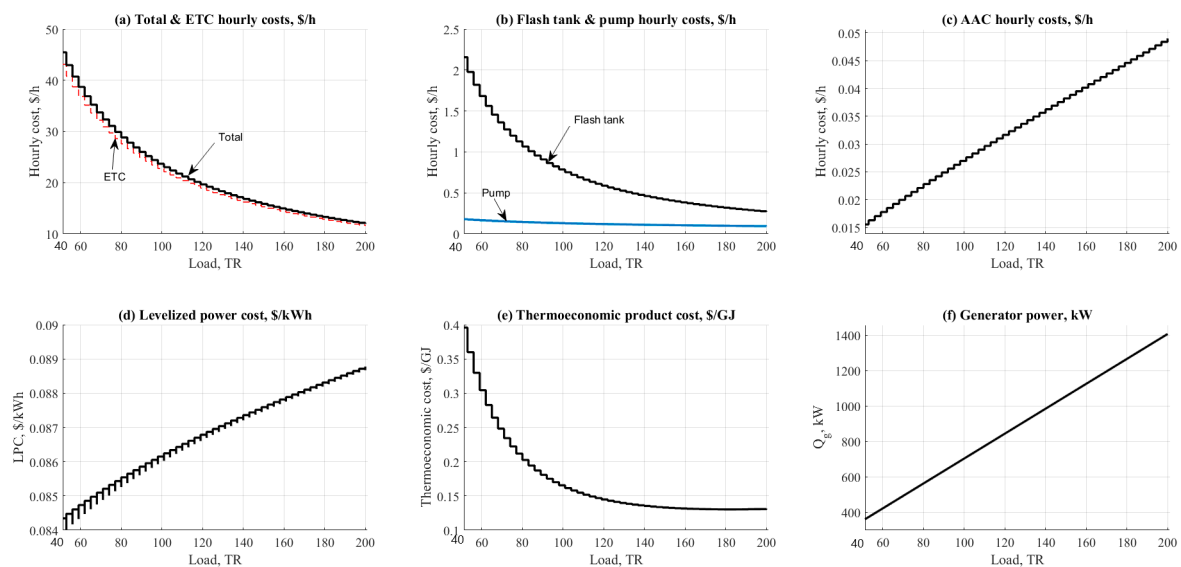 (a) Total & ETC hourly costs, $/h
50
40
30
20
10
Hourly cost, $/h
Total
ETC
40 60 80 100 120 140 160 180 200
Load, TR
(b) Flash tank & pump hourly costs, $/h
2.5
2
1.5
1
0.5
0
Hourly cost, $/h
Flash tank
Pump
40 60 80 100 120 140 160 180 200
Load, TR
(c) AAC hourly costs, $/h
0.05
0.045
0.04
0.035
0.03
0.025
0.02
0.015
Hourly cost, $/h
40 60 80 100 120 140 160 180 200
Load, TR
(d) Levelized power cost, $/kWh
0.09
0.089
0.088
0.087
0.086
0.085
0.084
LPC, $/kWh
40 60 80 100 120 140 160 180 200
Load, TR
(e) Thermoeconomic product cost, $/GJ
0.4
0.35
0.3
0.25
0.2
0.15
0.1
Thermoeconomic cost, $/GJ
40 60 80 100 120 140 160 180 200
Load, TR
(f) Generator power, kW
1400
1200
1000
800
600
400
Qg, kW
40 60 80 100 120 140 160 180 200
Load, TR